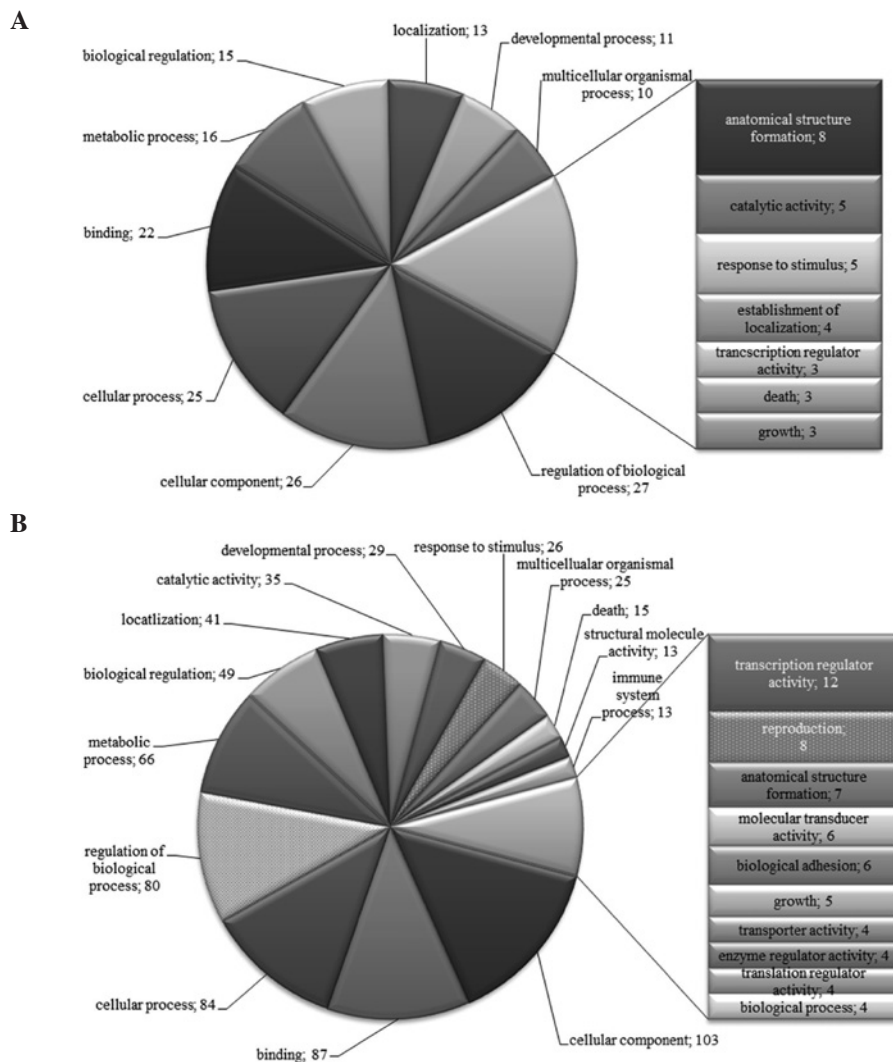 A
localization; 13
developmental process; 11
biological regulation; 15
multicellular organismal
process; 10
metabolic process; 16
binding; 22
cellular process; 25
cellular component; 26
regulation of biological
process; 27
anatomical structure
formation; 8
catalytic activity; 5
response to stimulus; 5
establishment of
localization; 4
trancscription regulator
activity; 3
death; 3
growth; 3
B
developmental process; 29
response to stimulus; 26
catalytic activity; 35
multicellualar organismal
process; 25
locatlization; 41
death; 15
structural molecule
activity; 13
biological regulation; 49
immune
system
process; 13
metabolic
process; 66
regulation of
biological
process; 80
cellular process; 84
binding; 87
cellular component; 103
transcription regulator
activity; 12
reproduction;
8
anatomical structure
formation; 7
molecular transducer
activity; 6
biological adhesion; 6
growth; 5
transporter activity; 4
enzyme regulator activity; 4
translation regulator
activity; 4
biological process; 4